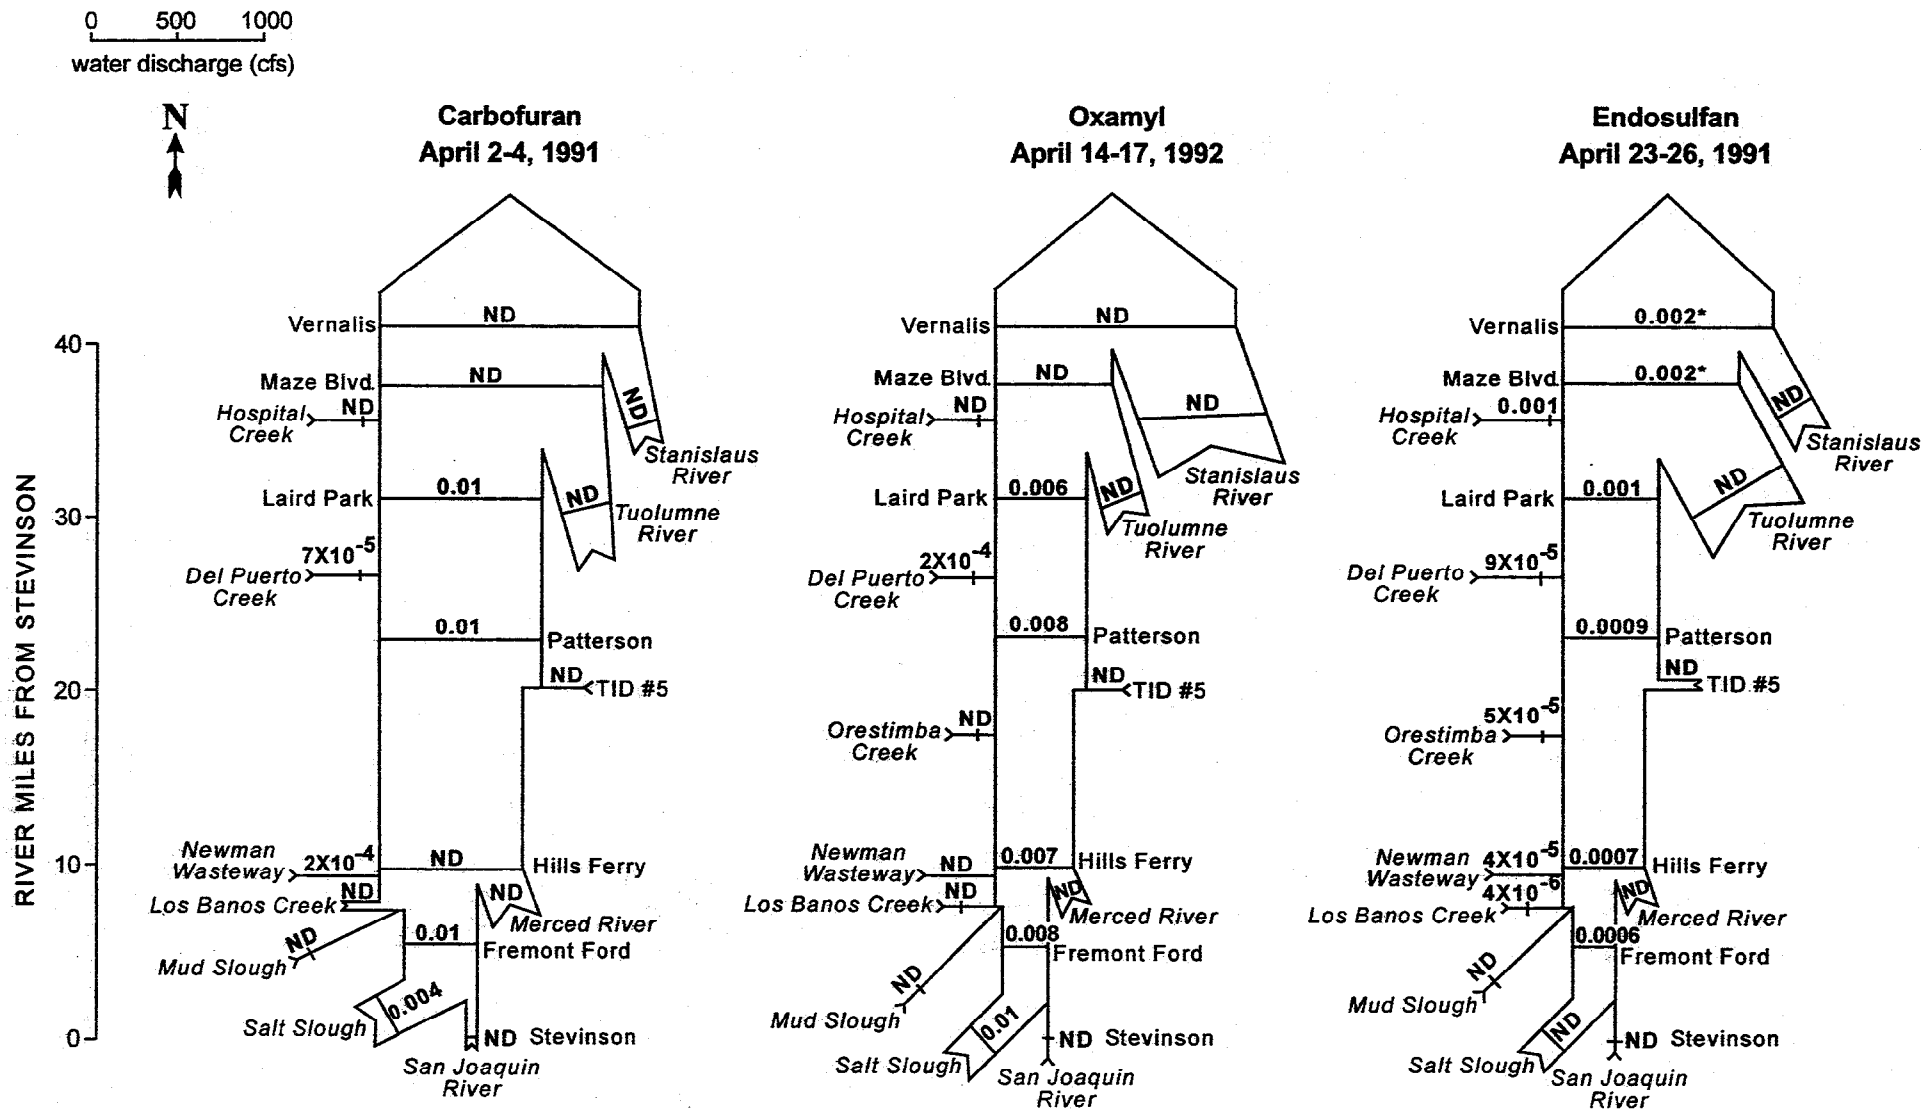 0 500 1000
water discharge (cfs)
N
RIVER MILES FROM STEVINSON
40
30
20
10
0
Carbofuran
April 2-4, 1991
Vernalis
ND
Maze Blvd.
ND
Hospital
Creek
ND
ND
Stanislaus
River
Laird Park
0.01
ND
Tuolumne
River
7X10-5
Del Puerto
Creek
0.01
Patterson
ND
TID #5
Newman
Wasteway
2X10-4
ND
Hills Ferry
ND
Los Banos Creek
ND
Merced River
ND
Mud Slough
0.01
Fremont Ford
0.004
Salt Slough
ND Stevinson
San Joaquin
River
Oxamyl
April 14-17, 1992
Vernalis
ND
Maze Blvd.
ND
Hospital
Creek
ND
ND
Stanislaus
River
Laird Park
0.006
ND
Tuolumne
River
2X10-4
Del Puerto
Creek
0.008
Patterson
ND
TID #5
Orestimba
Creek
ND
Newman
Wasteway
ND
0.007
Hills Ferry
ND
Los Banos Creek
ND
Merced River
ND
Mud Slough
0.008
Fremont Ford
0.01
Salt Slough
ND Stevinson
San Joaquin
River
Endosulfan
April 23-26, 1991
Vernalis
0.002*
Maze Blvd.
0.002*
Hospital
Creek
0.001
ND
Stanislaus
River
Laird Park
0.001
ND
Tuolumne
River
9X10-5
Del Puerto
Creek
0.0009
Patterson
ND
TID #5
5X10-5
Orestimba
Creek
Newman
Wasteway
4X10-5
0.0007
Hills Ferry
4X10-6
Los Banos Creek
ND
Merced River
ND
Mud Slough
0.0006
Fremont Ford
ND
Salt Slough
ND Stevinson
San Joaquin
River